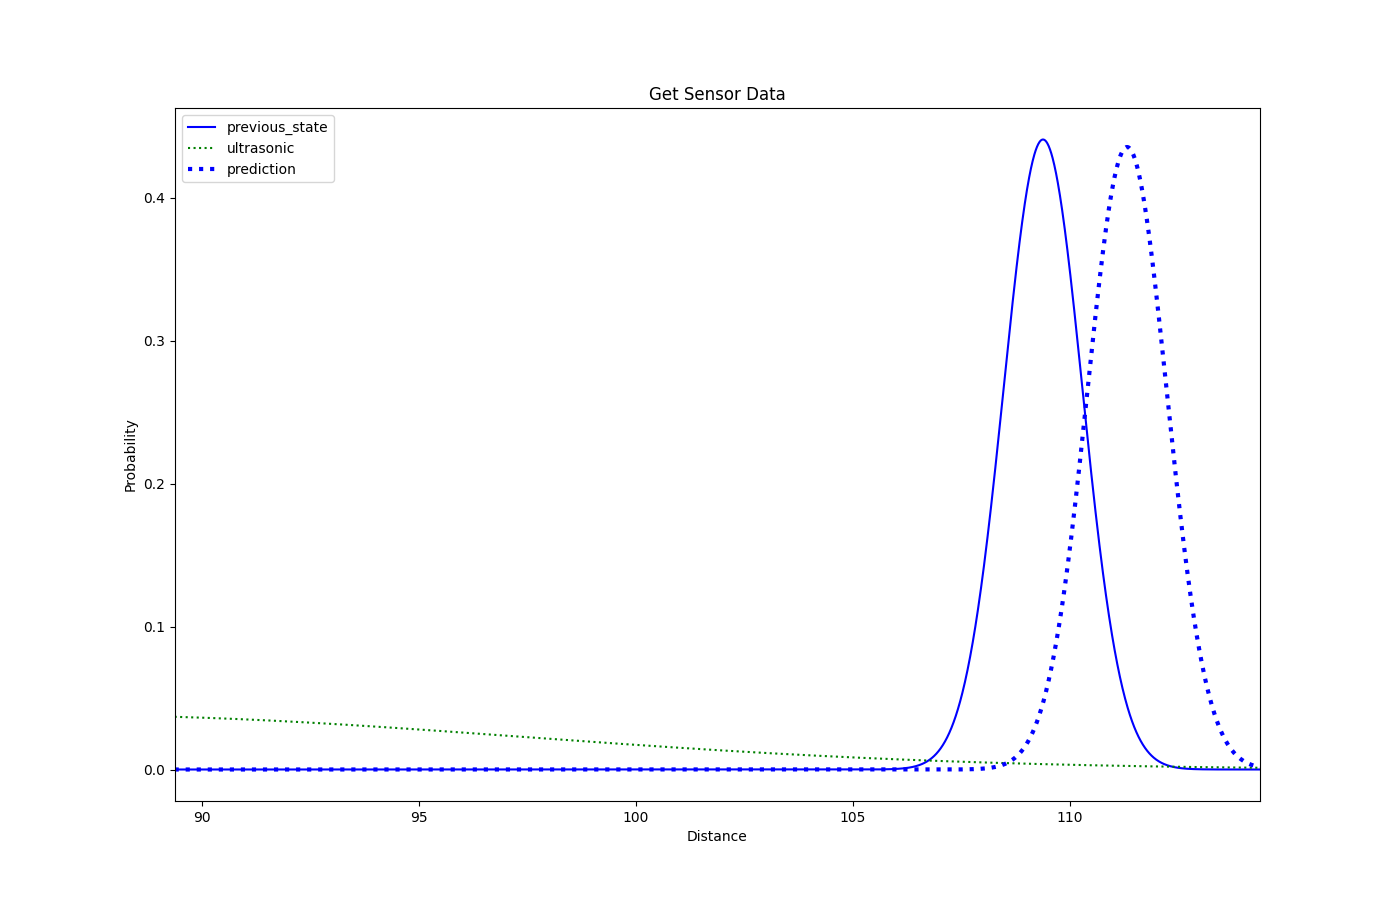 Get Sensor Data
previous_state
ultrasonic
prediction
0.4
0.3
0.2
0.1
0.0
Probability
90 95 100 105 110
Distance